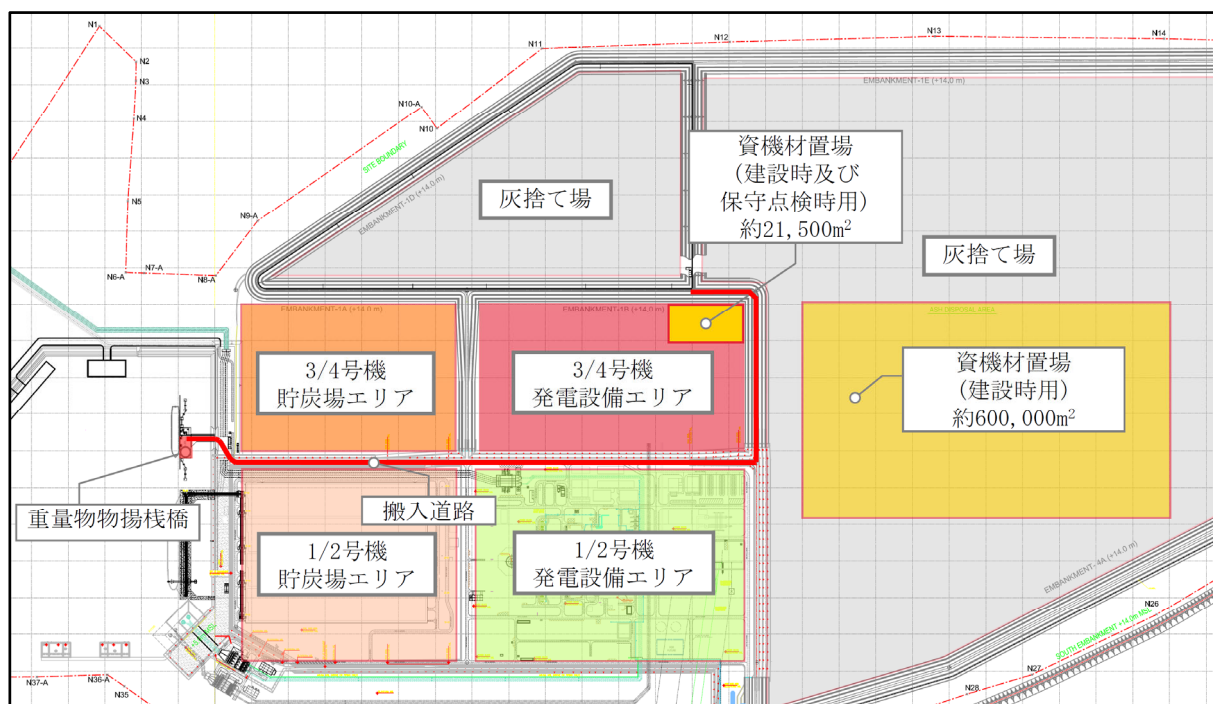 N1
N2
N3
N4
N5
N6-A
N7-A
N8-A
N9-A
N10-A
N10
N11
N12
N13
N14
SITE BOUNDARY
EMBANKMENT-1D (+14.0 m)
EMBANKMENT-1E (+14,0 m)
灰捨て場
資機材置場
(建設時及び
保守点検時用)
約21,500m²
灰捨て場
EMBANKMENT-1A (+14,0 m)
EMBANKMENT-1B (+14,0 m)
ASH DISPOSAL AREA
3/4号機
貯炭場エリア
3/4号機
発電設備エリア
資機材置場
(建設時用)
約600,000m²
重量物物揚桟橋
搬入道路
1/2号機
貯炭場エリア
1/2号機
発電設備エリア
EMBANKMENT- 4A (+14.0 m)
SOUTH EMBANKMENT +14.0m MSL
N26
N27
N28
N37-A
N36-A
N35